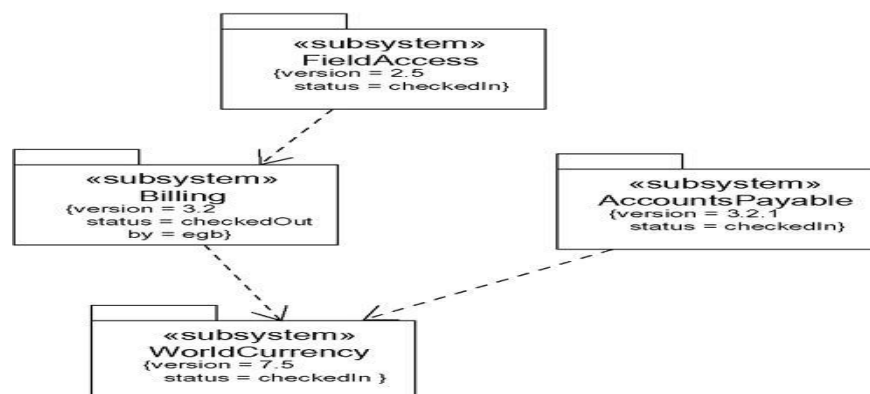 «subsystem»
FieldAccess
{version = 2.5
status = checkedIn}
«subsystem»
Billing
{version = 3.2
status = checkedOut
by = egb}
«subsystem»
AccountsPayable
{version = 3.2.1
status = checkedIn}
«subsystem»
WorldCurrency
{version = 7.5
status = checkedIn }